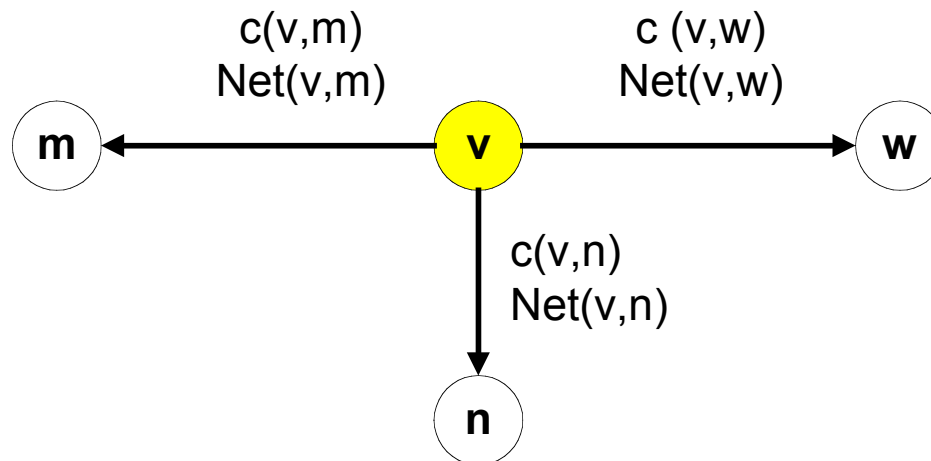 c(v,m)
Net(v,m)
c (v,w)
Net(v,w)
m
v
w
c(v,n)
Net(v,n)
n